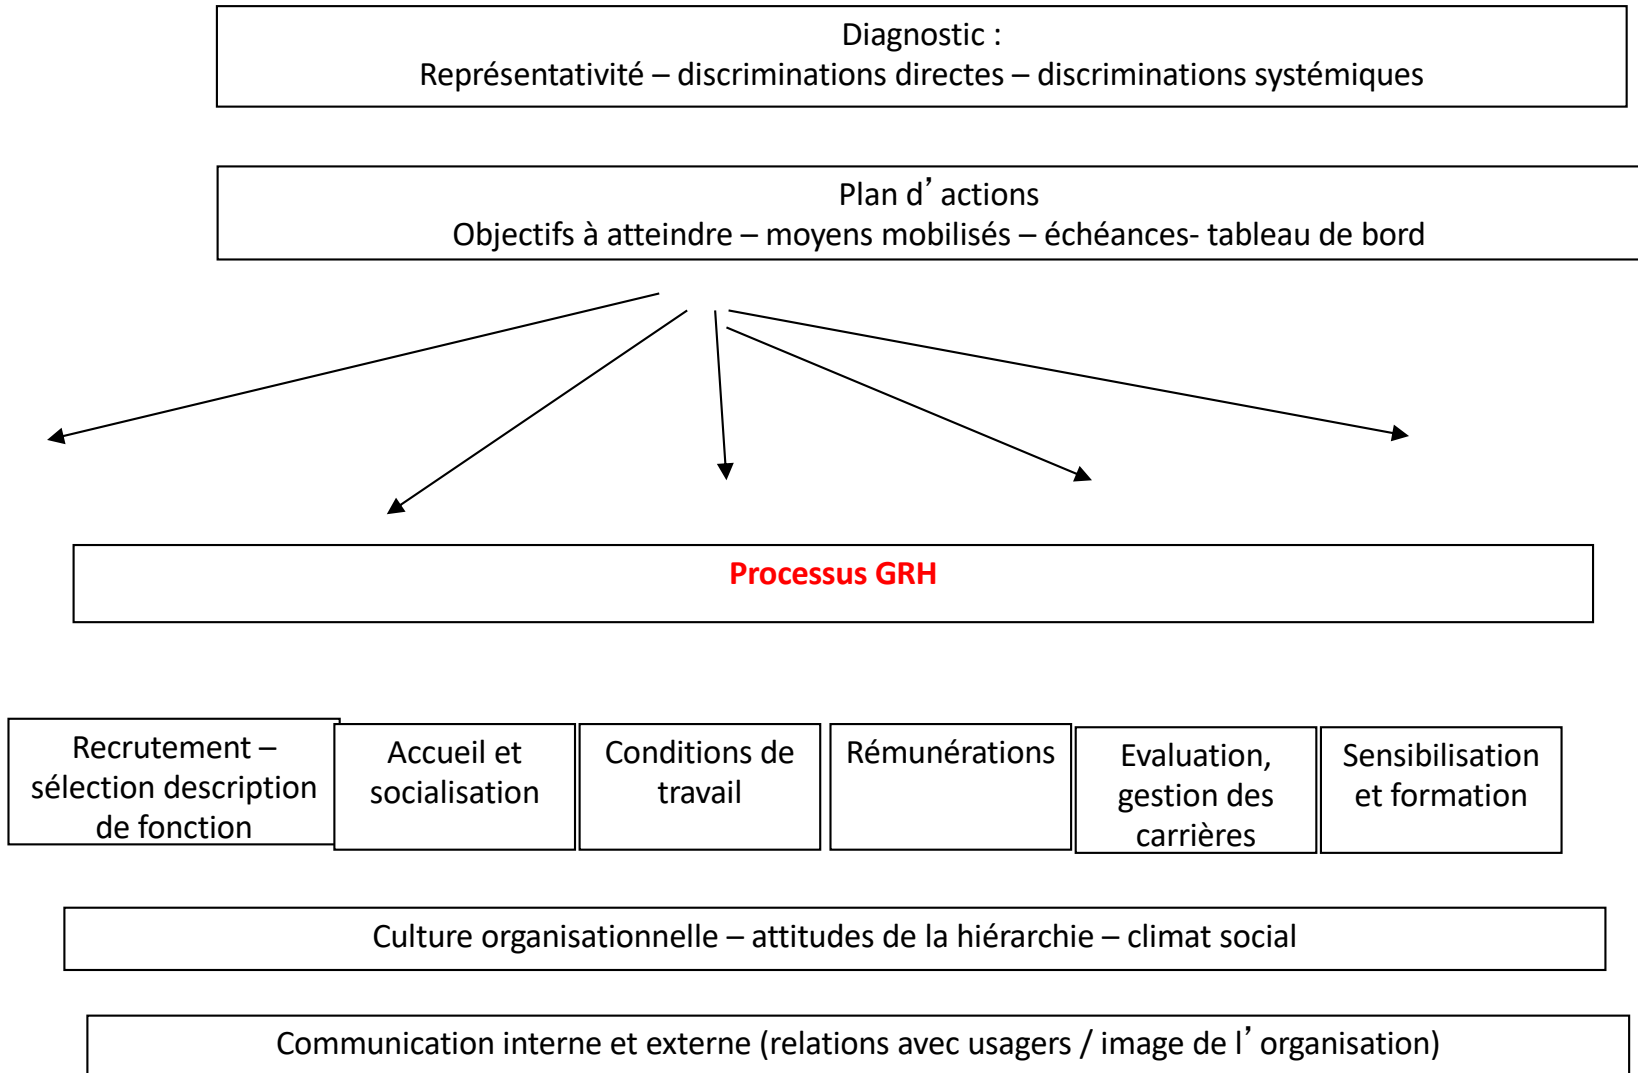 Diagnostic :
Représentativité – discriminations directes – discriminations systémiques
Plan d’actions
Objectifs à atteindre – moyens mobilisés – échéances- tableau de bord
Processus GRH
Recrutement –
sélection description
de fonction
Accueil et
socialisation
Conditions de
travail
Rémunérations
Evaluation,
gestion des
carrières
Sensibilisation
et formation
Culture organisationnelle – attitudes de la hiérarchie – climat social
Communication interne et externe (relations avec usagers / image de l’organisation)